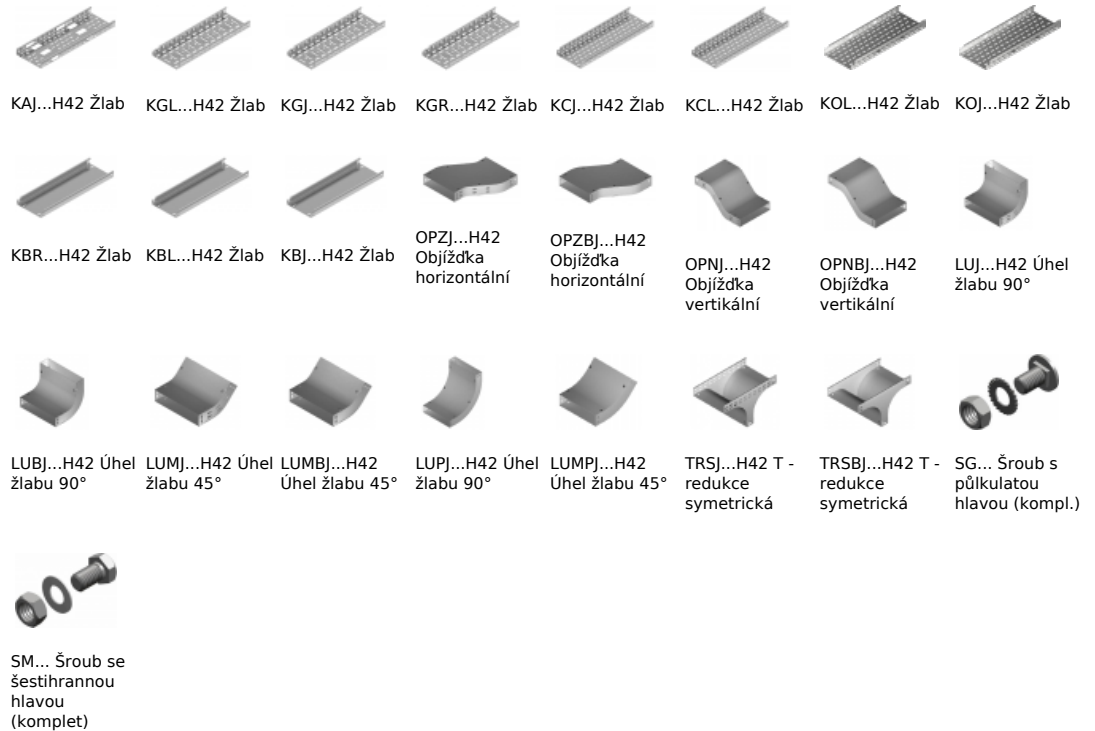 KAJ...H42 Žlab
KGL...H42 Žlab
KGJ...H42 Žlab
KGR...H42 Žlab
KCJ...H42 Žlab
KCL...H42 Žlab
KOL...H42 Žlab
KOJ...H42 Žlab
KBR...H42 Žlab
KBL...H42 Žlab
KBJ...H42 Žlab
OPZJ...H42
Objížďka
horizontální
OPZBJ...H42
Objížďka
horizontální
OPNJ...H42
Objížďka
vertikální
OPNBJ...H42
Objížďka
vertikální
LUJ...H42 Úhel
žlabu 90°
LUBJ...H42 Úhel
žlabu 90°
LUMJ...H42 Úhel
žlabu 45°
LUMBJ...H42
Úhel žlabu 45°
LUPJ...H42 Úhel
žlabu 90°
LUMPJ...H42
Úhel žlabu 45°
TRSJ...H42 T -
redukce
symetrická
TRSBJ...H42 T -
redukce
symetrická
SG... Šroub s
půlkulatou
hlavou (kompl.)
SM... Šroub se
šestihrannou
hlavou
(komplet)